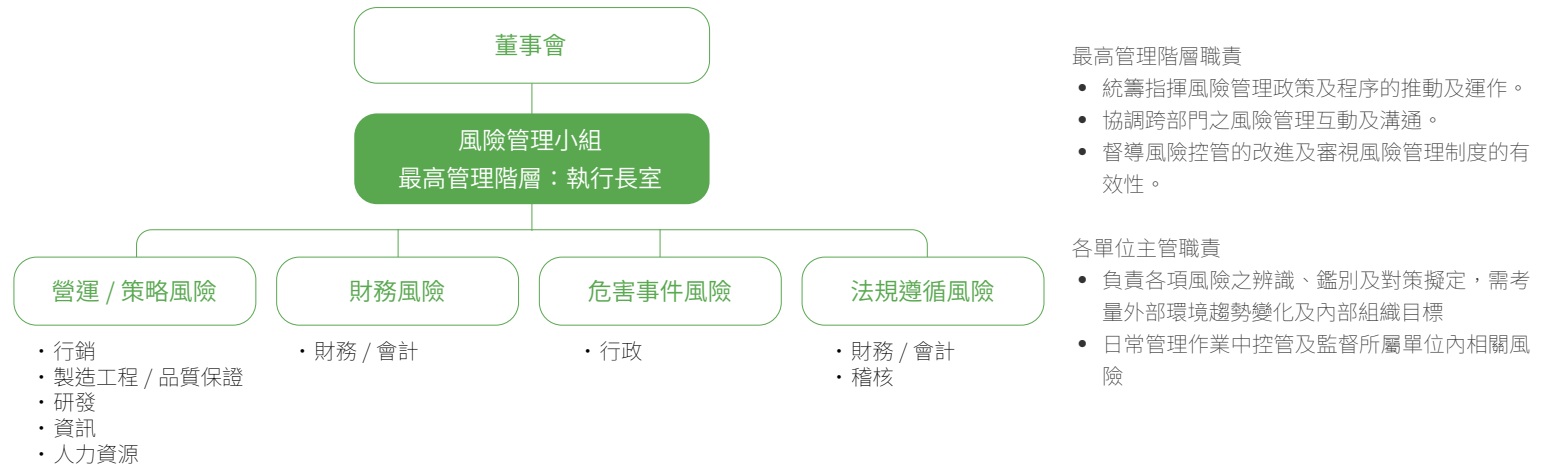 董事會
風險管理小組
最高管理階層：執行長室
營運 / 策略風險
・行銷
・製造工程 / 品質保證
・研發
・資訊
・人力資源
財務風險
・財務 / 會計
危害事件風險
・行政
法規遵循風險
・財務 / 會計
・稽核
最高管理階層職責
• 統籌指揮風險管理政策及程序的推動及運作。
• 協調跨部門之風險管理互動及溝通。
• 督導風險控管的改進及審視風險管理制度的有
效性。
各單位主管職責
• 負責各項風險之辨識、鑑別及對策擬定，需考
量外部環境趨勢變化及內部組織目標
• 日常管理作業中控管及監督所屬單位內相關風
險